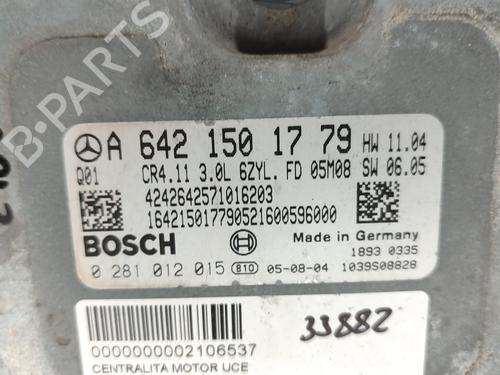 B-PARTS
A 642 150 17 79 HW 11.04
Q01 CR4.11 3.0L 6ZYL. FD 05M08 SW 06.05
4242642571016203
164215017790521600596000
BOSCH Made in Germany
1893 0335
0 281 012 015 B10 05-08-04 1039S08828
33882
0000000002106537
CENTRALITA MOTOR UCE